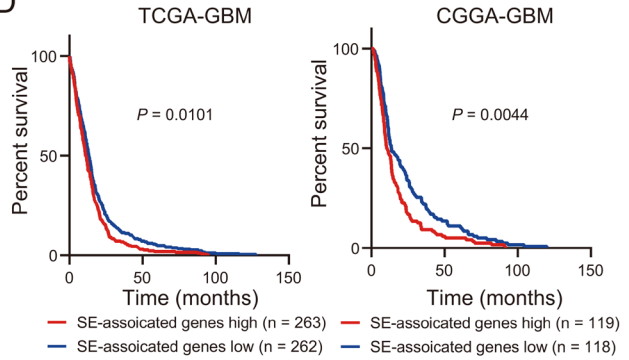 D
TCGA-GBM
CGGA-GBM
Percent survival
100
50
0
P = 0.0101
0 50 100 150
Time (months)
SE-assoicated genes high (n = 263)
SE-assoicated genes low (n = 262)
Percent survival
100
50
0
P = 0.0044
0 50 100 150
Time (months)
SE-assoicated genes high (n = 119)
SE-assoicated genes low (n = 118)